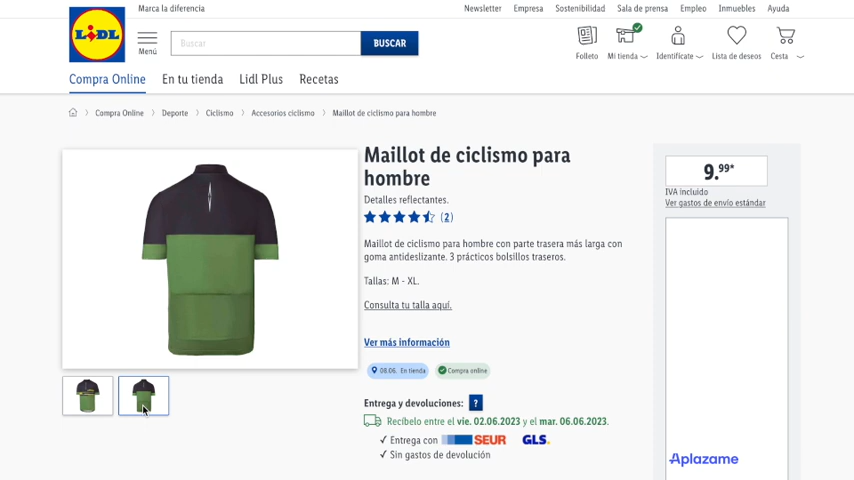 Marca la diferencia
Newsletter Empresa Sostenibilidad Sala de prensa Empleo Inmuebles Ayuda
LIDL
Menú
Buscar
BUSCAR
Folleto Mi tienda Identifícate Lista de deseos Cesta
Compra Online En tu tienda Lidl Plus Recetas
Compra Online Deporte Ciclismo Accesorios ciclismo Maillot de ciclismo para hombre
Maillot de ciclismo para
hombre
Detalles reflectantes.
(2)
Maillot de ciclismo para hombre con parte trasera más larga con
goma antideslizante. 3 prácticos bolsillos traseros.
Tallas: M - XL.
Consulta tu talla aquí.
Ver más información
08.06. En tienda
Compra online
Entrega y devoluciones: ?
Recíbelo entre el vie. 02.06.2023 y el mar. 06.06.2023.
✓ Entrega con SEUR GLS.
✓ Sin gastos de devolución
9.99*
IVA incluido
Ver gastos de envío estándar
Aplazame